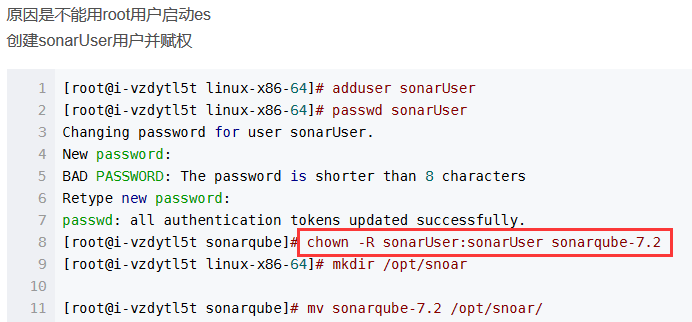 原因是不能用root用户启动es
创建sonarUser用户并赋权
1 [root@i-vzdytl5t linux-x86-64]# adduser sonarUser
2 [root@i-vzdytl5t linux-x86-64]# passwd sonarUser
3 Changing password for user sonarUser.
4 New password:
5 BAD PASSWORD: The password is shorter than 8 characters
6 Retype new password:
7 passwd: all authentication tokens updated successfully.
8 [root@i-vzdytl5t sonarqube]# chown -R sonarUser:sonarUser sonarqube-7.2
9 [root@i-vzdytl5t linux-x86-64]# mkdir /opt/snoar
10
11 [root@i-vzdytl5t sonarqube]# mv sonarqube-7.2 /opt/snoar/